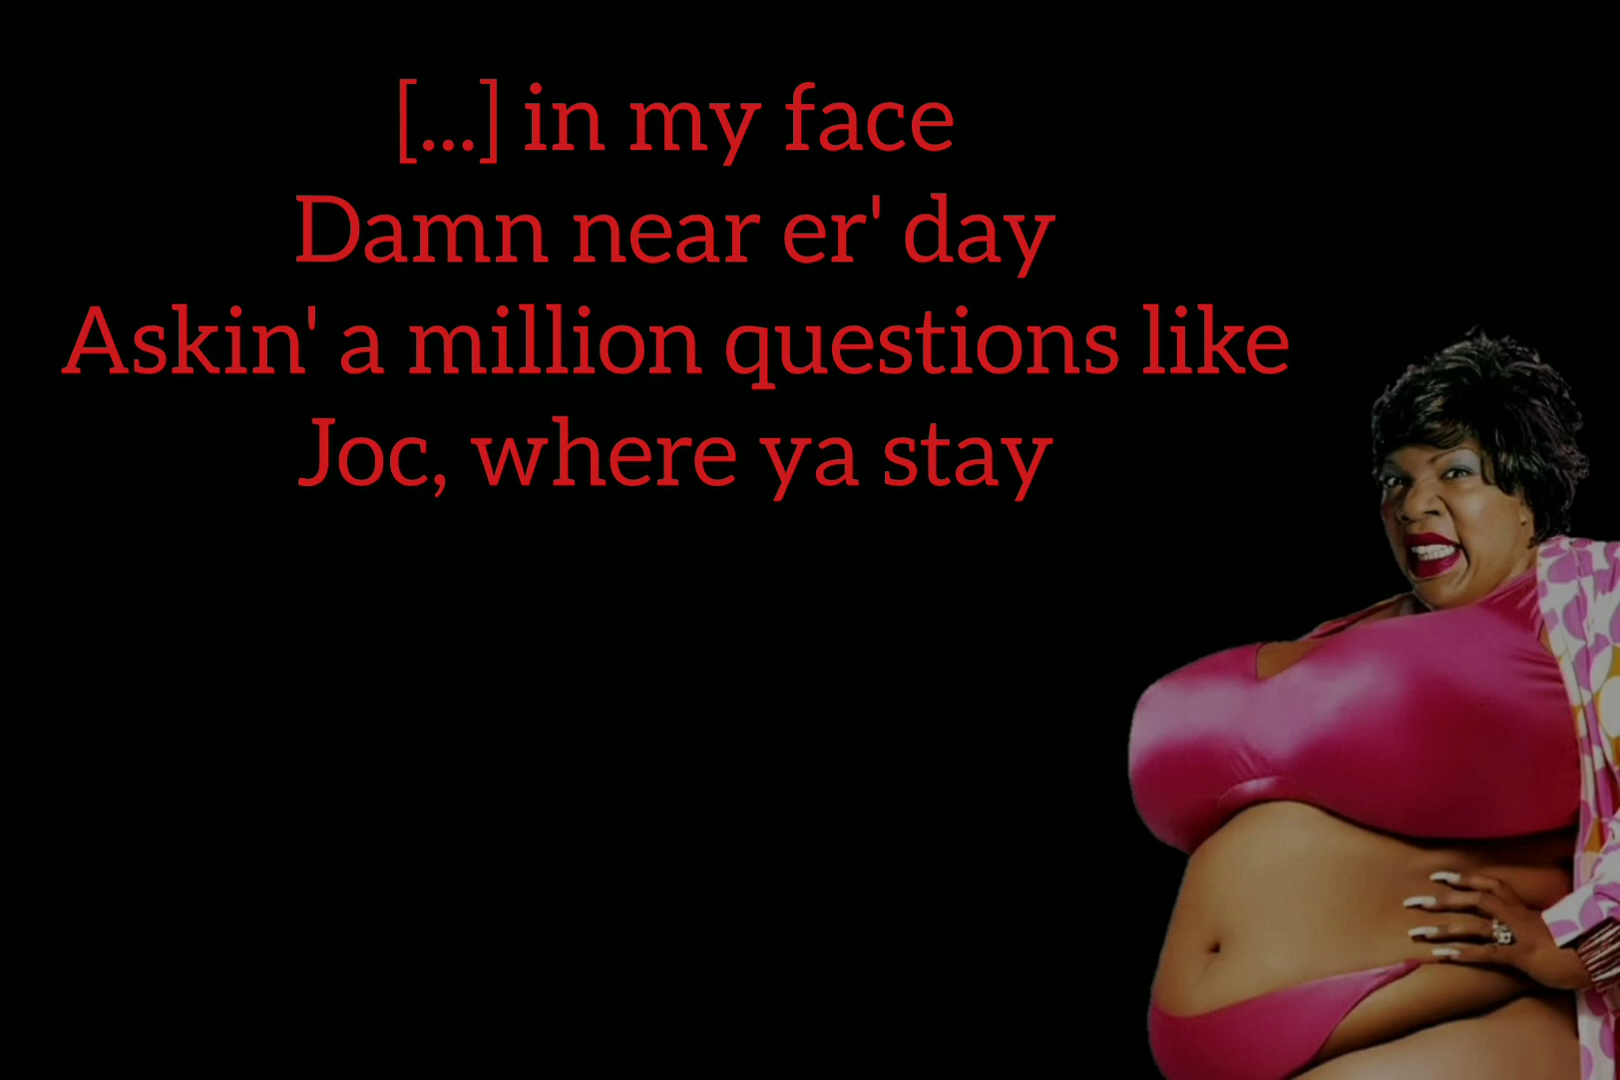 [...] in my face
Damn near er' day
Askin' a million questions like
Joc, where ya stay